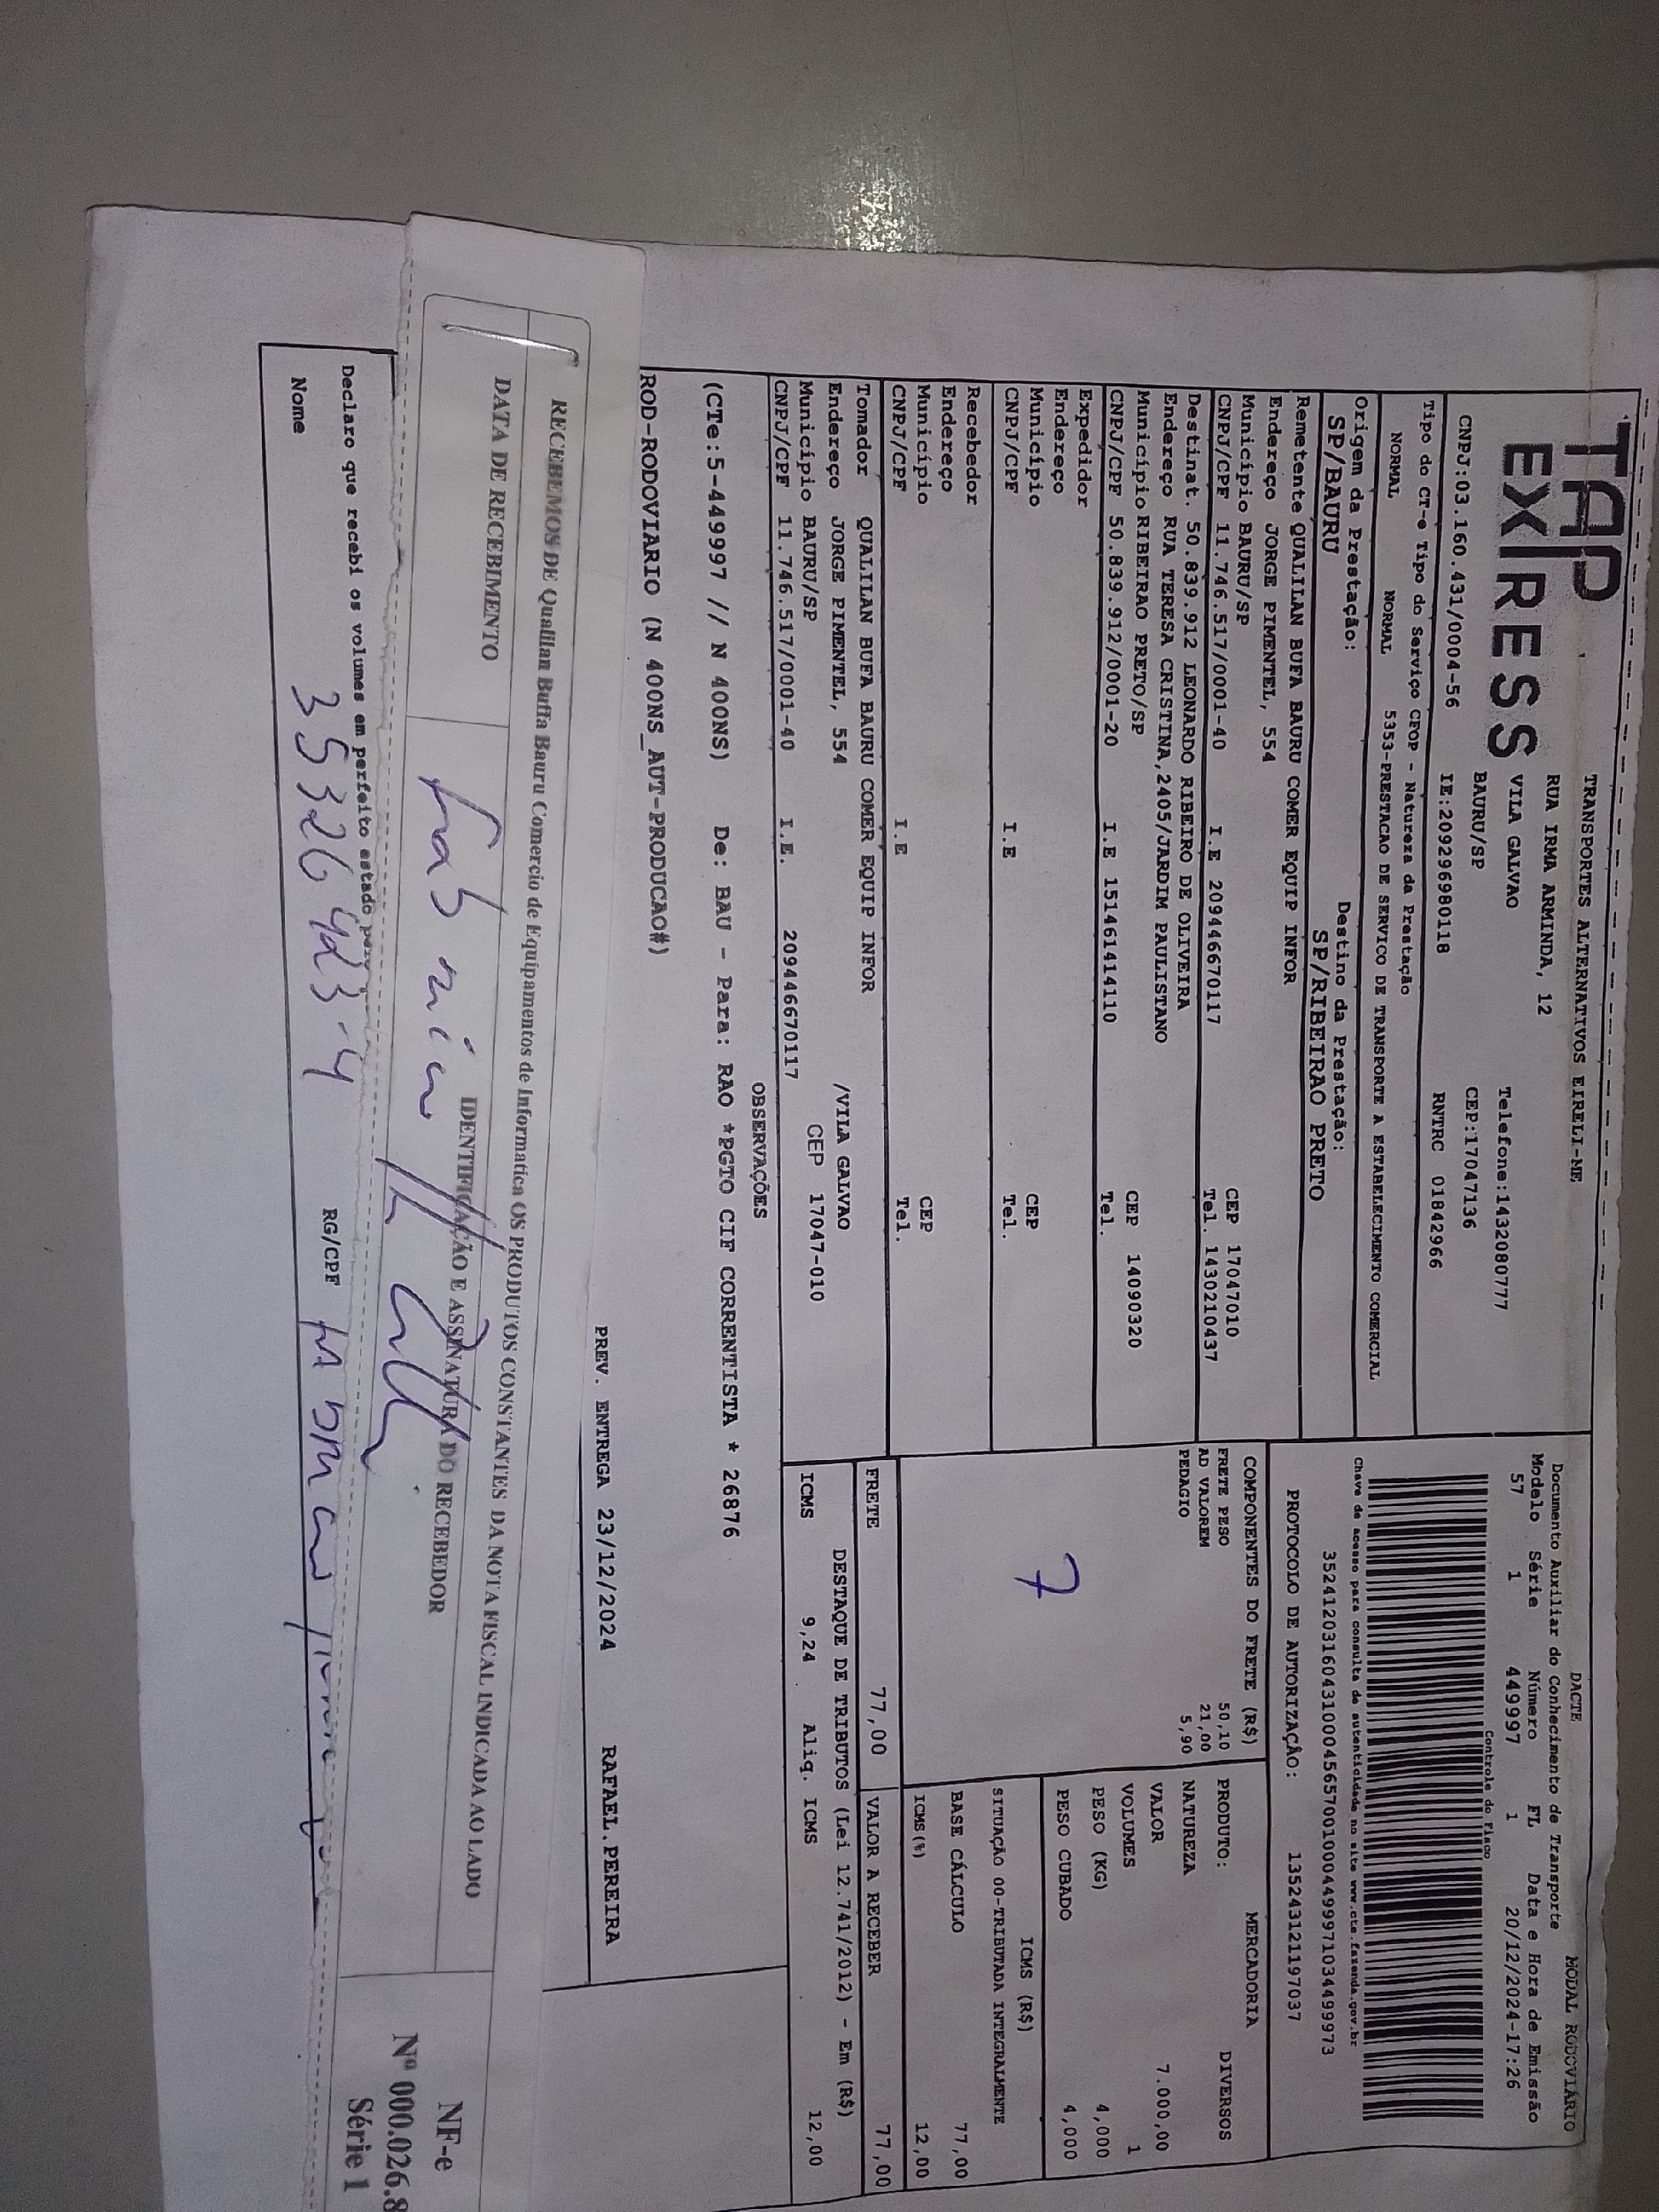 TAP
EXPRESS
TRANSPORTES ALTERNATIVOS EIRELI-ME
RUA IRMA ARMINDA, 12
VILA GALVAO
Telefone:1432080777
BAURU/SP
CEP:17047136
CNPJ:03.160.431/0004-56
IE:209296980118
RNTRC 01842966
DACTE
MODAL RODOVIÁRIO
Documento Auxiliar do Conhecimento de Transporte
Modelo Série Número FL Data e Hora de Emissão
57 1 449997 1 20/12/2024-17:26
Controle do Fisco
Chave de acesso para consulta de autenticidade no site www.cte.fazenda.gov.br
35241203160431000456570010004499971034499973
PROTOCOLO DE AUTORIZAÇÃO: 135243121197037
Tipo do CT-e Tipo do Serviço CFOP - Natureza da Prestação
NORMAL NORMAL 5353-PRESTACAO DE SERVICO DE TRANSPORTE A ESTABELECIMENTO COMERCIAL
Origem da Prestação: Destino da Prestação:
SP/BAURU SP/RIBEIRAO PRETO
Remetente QUALILAN BUFA BAURU COMER EQUIP INFOR
Endereço JORGE PIMENTEL, 554
Município BAURU/SP CEP 17047010
CNPJ/CPF 11.746.517/0001-40 I.E 209446670117 Tel. 1430210437
Destinat. 50.839.912 LEONARDO RIBEIRO DE OLIVEIRA
Endereço RUA TERESA CRISTINA,2405/JARDIM PAULISTANO
Município RIBEIRAO PRETO/SP CEP 14090320
CNPJ/CPF 50.839.912/0001-20 I.E 151461414110 Tel.
Expedidor
Endereço
Município CEP
CNPJ/CPF I.E Tel.
Recebedor
Endereço
Município CEP
CNPJ/CPF I.E Tel.
Tomador QUALILAN BUFA BAURU COMER EQUIP INFOR
Endereço JORGE PIMENTEL, 554 /VILA GALVAO
Município BAURU/SP CEP 17047-010
CNPJ/CPF 11.746.517/0001-40 I.E. 209446670117
COMPONENTES DO FRETE (R$)
FRETE PESO 50,10
AD VALOREM 21,00
PEDAGIO 5,90
7
MERCADORIA
PRODUTO: DIVERSOS
NATUREZA
VALOR 7.000,00
VOLUMES 1
PESO (KG) 4,000
PESO CUBADO 4,000
ICMS (R$)
SITUAÇÃO 00-TRIBUTADA INTEGRALMENTE
BASE CÁLCULO 77,00
ICMS(%) 12,00
FRETE 77,00 VALOR A RECEBER 77,00
DESTAQUE DE TRIBUTOS (Lei 12.741/2012) - Em (R$)
ICMS 9,24 Aliq. ICMS 12,00
OBSERVAÇÕES
(CTe:5-449997 // N 400NS) De: BAU - Para: RAO *PGTO CIF CORRENTISTA * 26876
ROD-RODOVIARIO (N 400NS_AUT-PRODUCAO#)
PREV. ENTREGA 23/12/2024 RAFAEL.PEREIRA
RECEBEMOS DE Qualilan Buffa Bauru Comercio de Equipamentos de Informatica OS PRODUTOS CONSTANTES DA NOTA FISCAL INDICADA AO LADO
DATA DE RECEBIMENTO
IDENTIFICAÇÃO E ASSINATURA DO RECEBEDOR
NF-e
Nº 000.026.8
Série 1
Declaro que recebi os volumes em perfeito estado
Nome RG/CPF